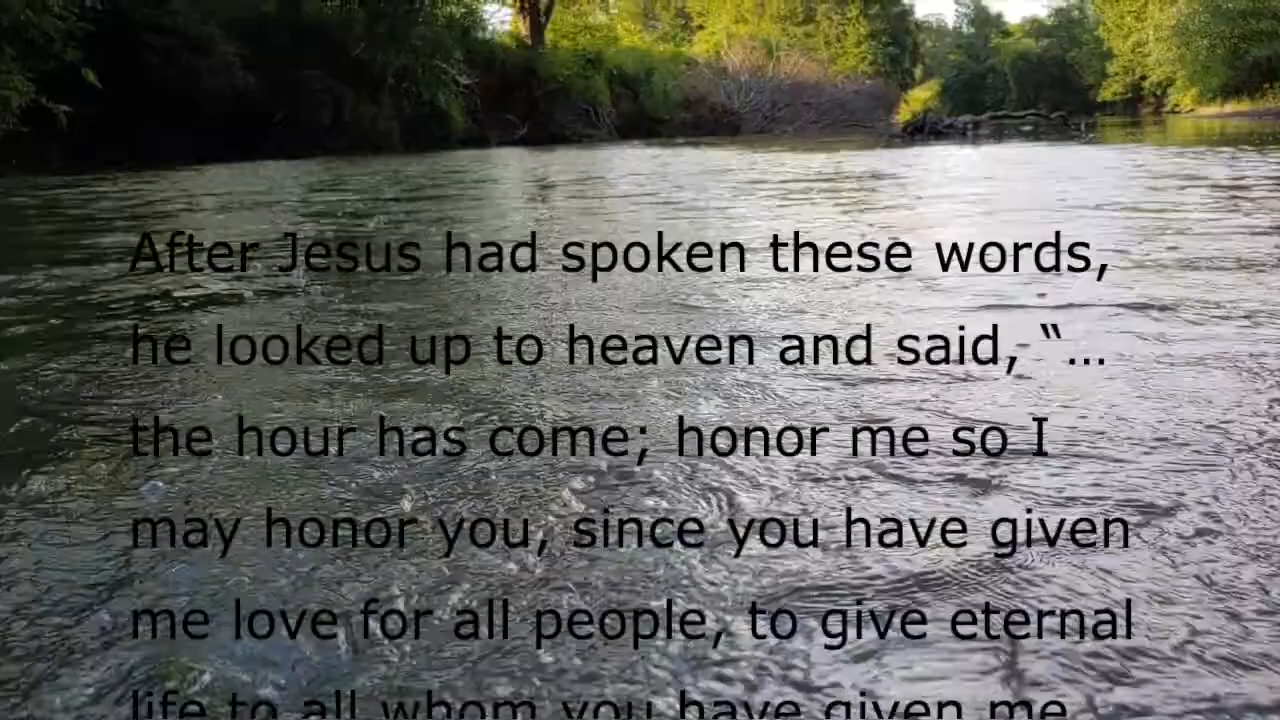 After Jesus had spoken these words,
he looked up to heaven and said, “…
the hour has come; honor me so I
may honor you, since you have given
me love for all people, to give eternal
life to all whom you have given me